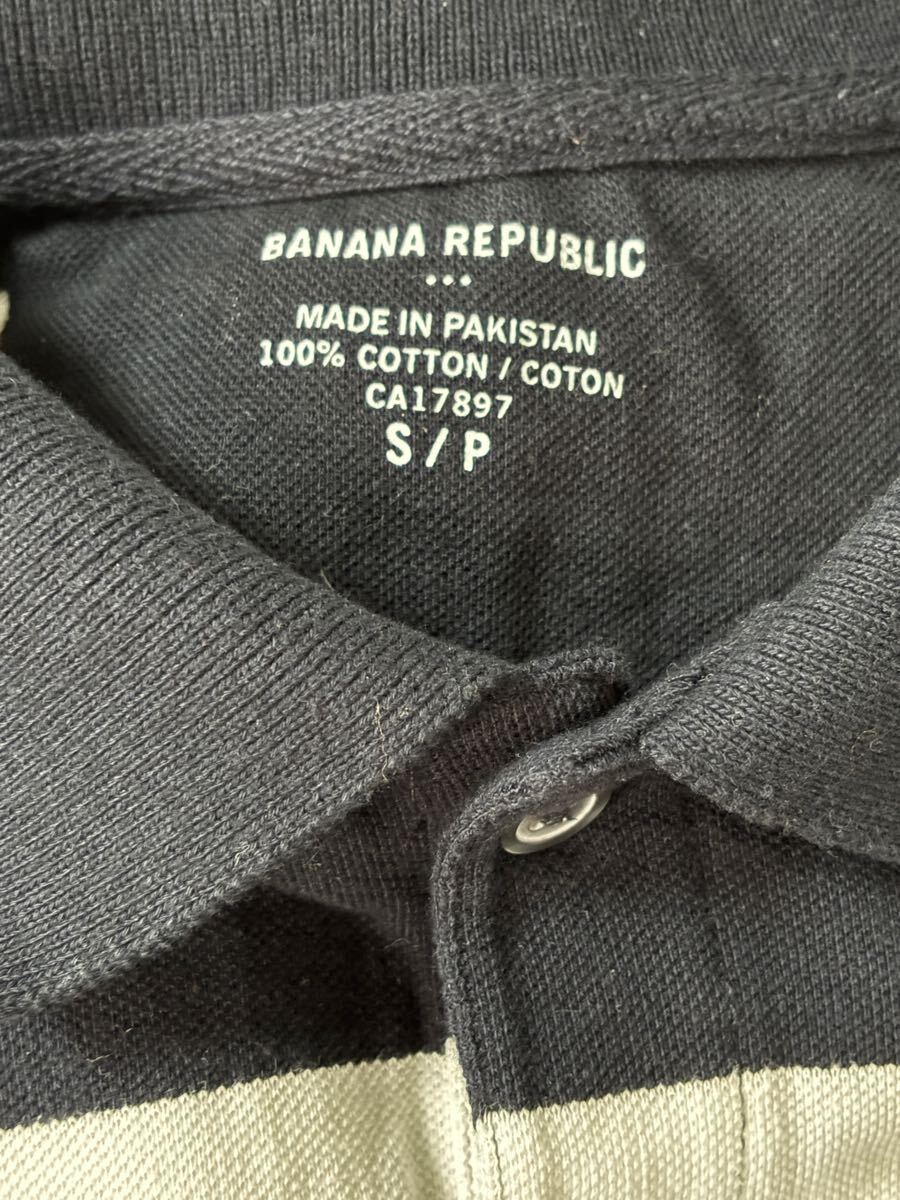 BANANA REPUBLIC
...
MADE IN PAKISTAN
100% COTTON / COTON
CA17897
S / P